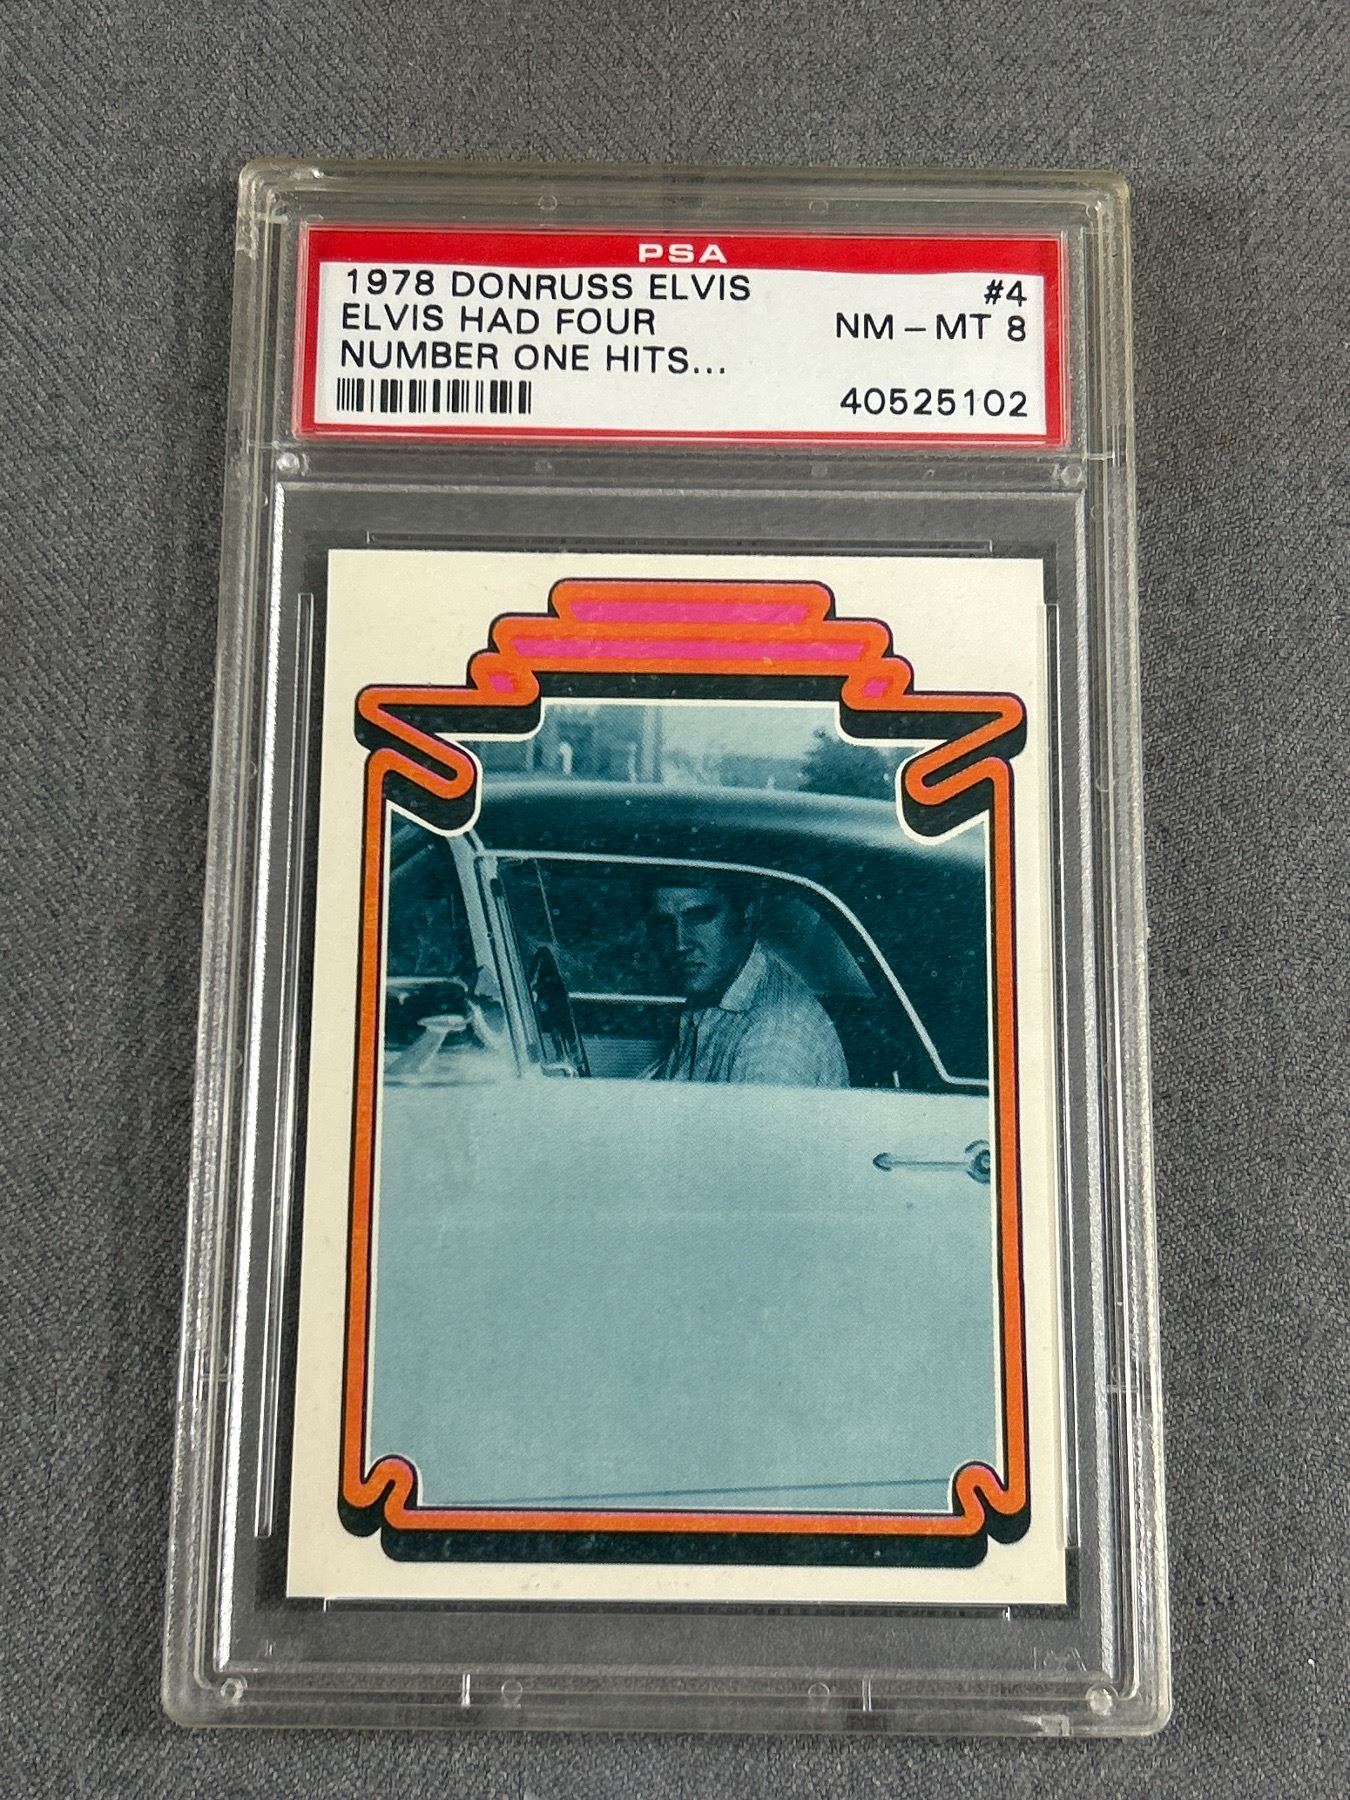 PSA
1978 DONRUSS ELVIS #4
ELVIS HAD FOUR NM-MT 8
NUMBER ONE HITS...
40525102